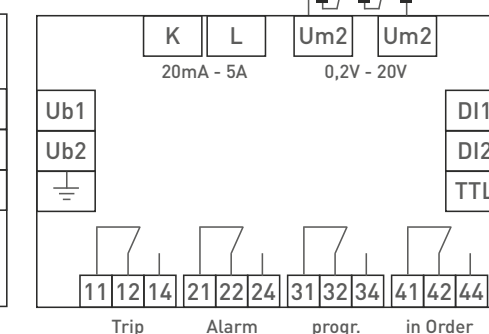 K L Um2 Um2
20mA - 5A 0,2V - 20V
Ub1 DI1
Ub2 DI2
TTL
11 12 14 21 22 24 31 32 34 41 42 44
Trip Alarm progr. in Order